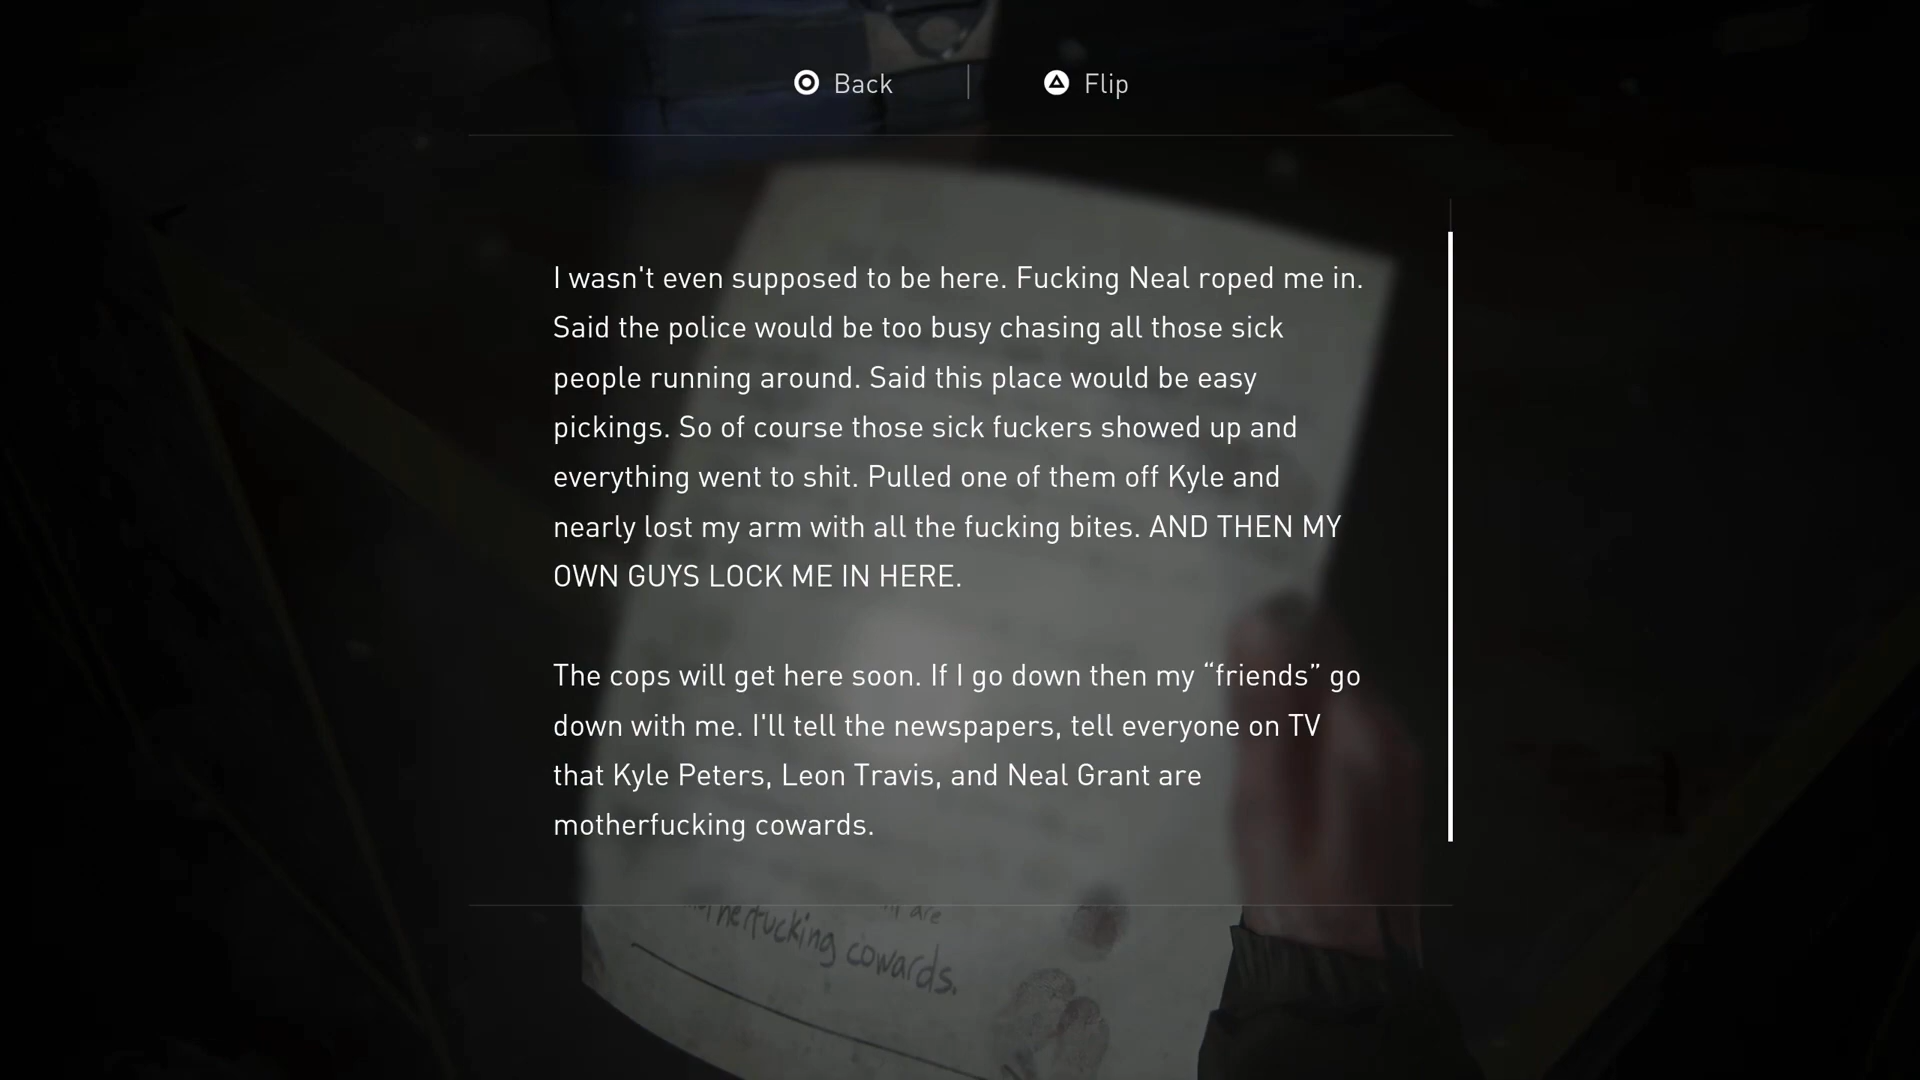 Back | Flip
I wasn't even supposed to be here. Fucking Neal roped me in.
Said the police would be too busy chasing all those sick
people running around. Said this place would be easy
pickings. So of course those sick fuckers showed up and
everything went to shit. Pulled one of them off Kyle and
nearly lost my arm with all the fucking bites. AND THEN MY
OWN GUYS LOCK ME IN HERE.
The cops will get here soon. If I go down then my “friends” go
down with me. I'll tell the newspapers, tell everyone on TV
that Kyle Peters, Leon Travis, and Neal Grant are
motherfucking cowards.
are
cowards.